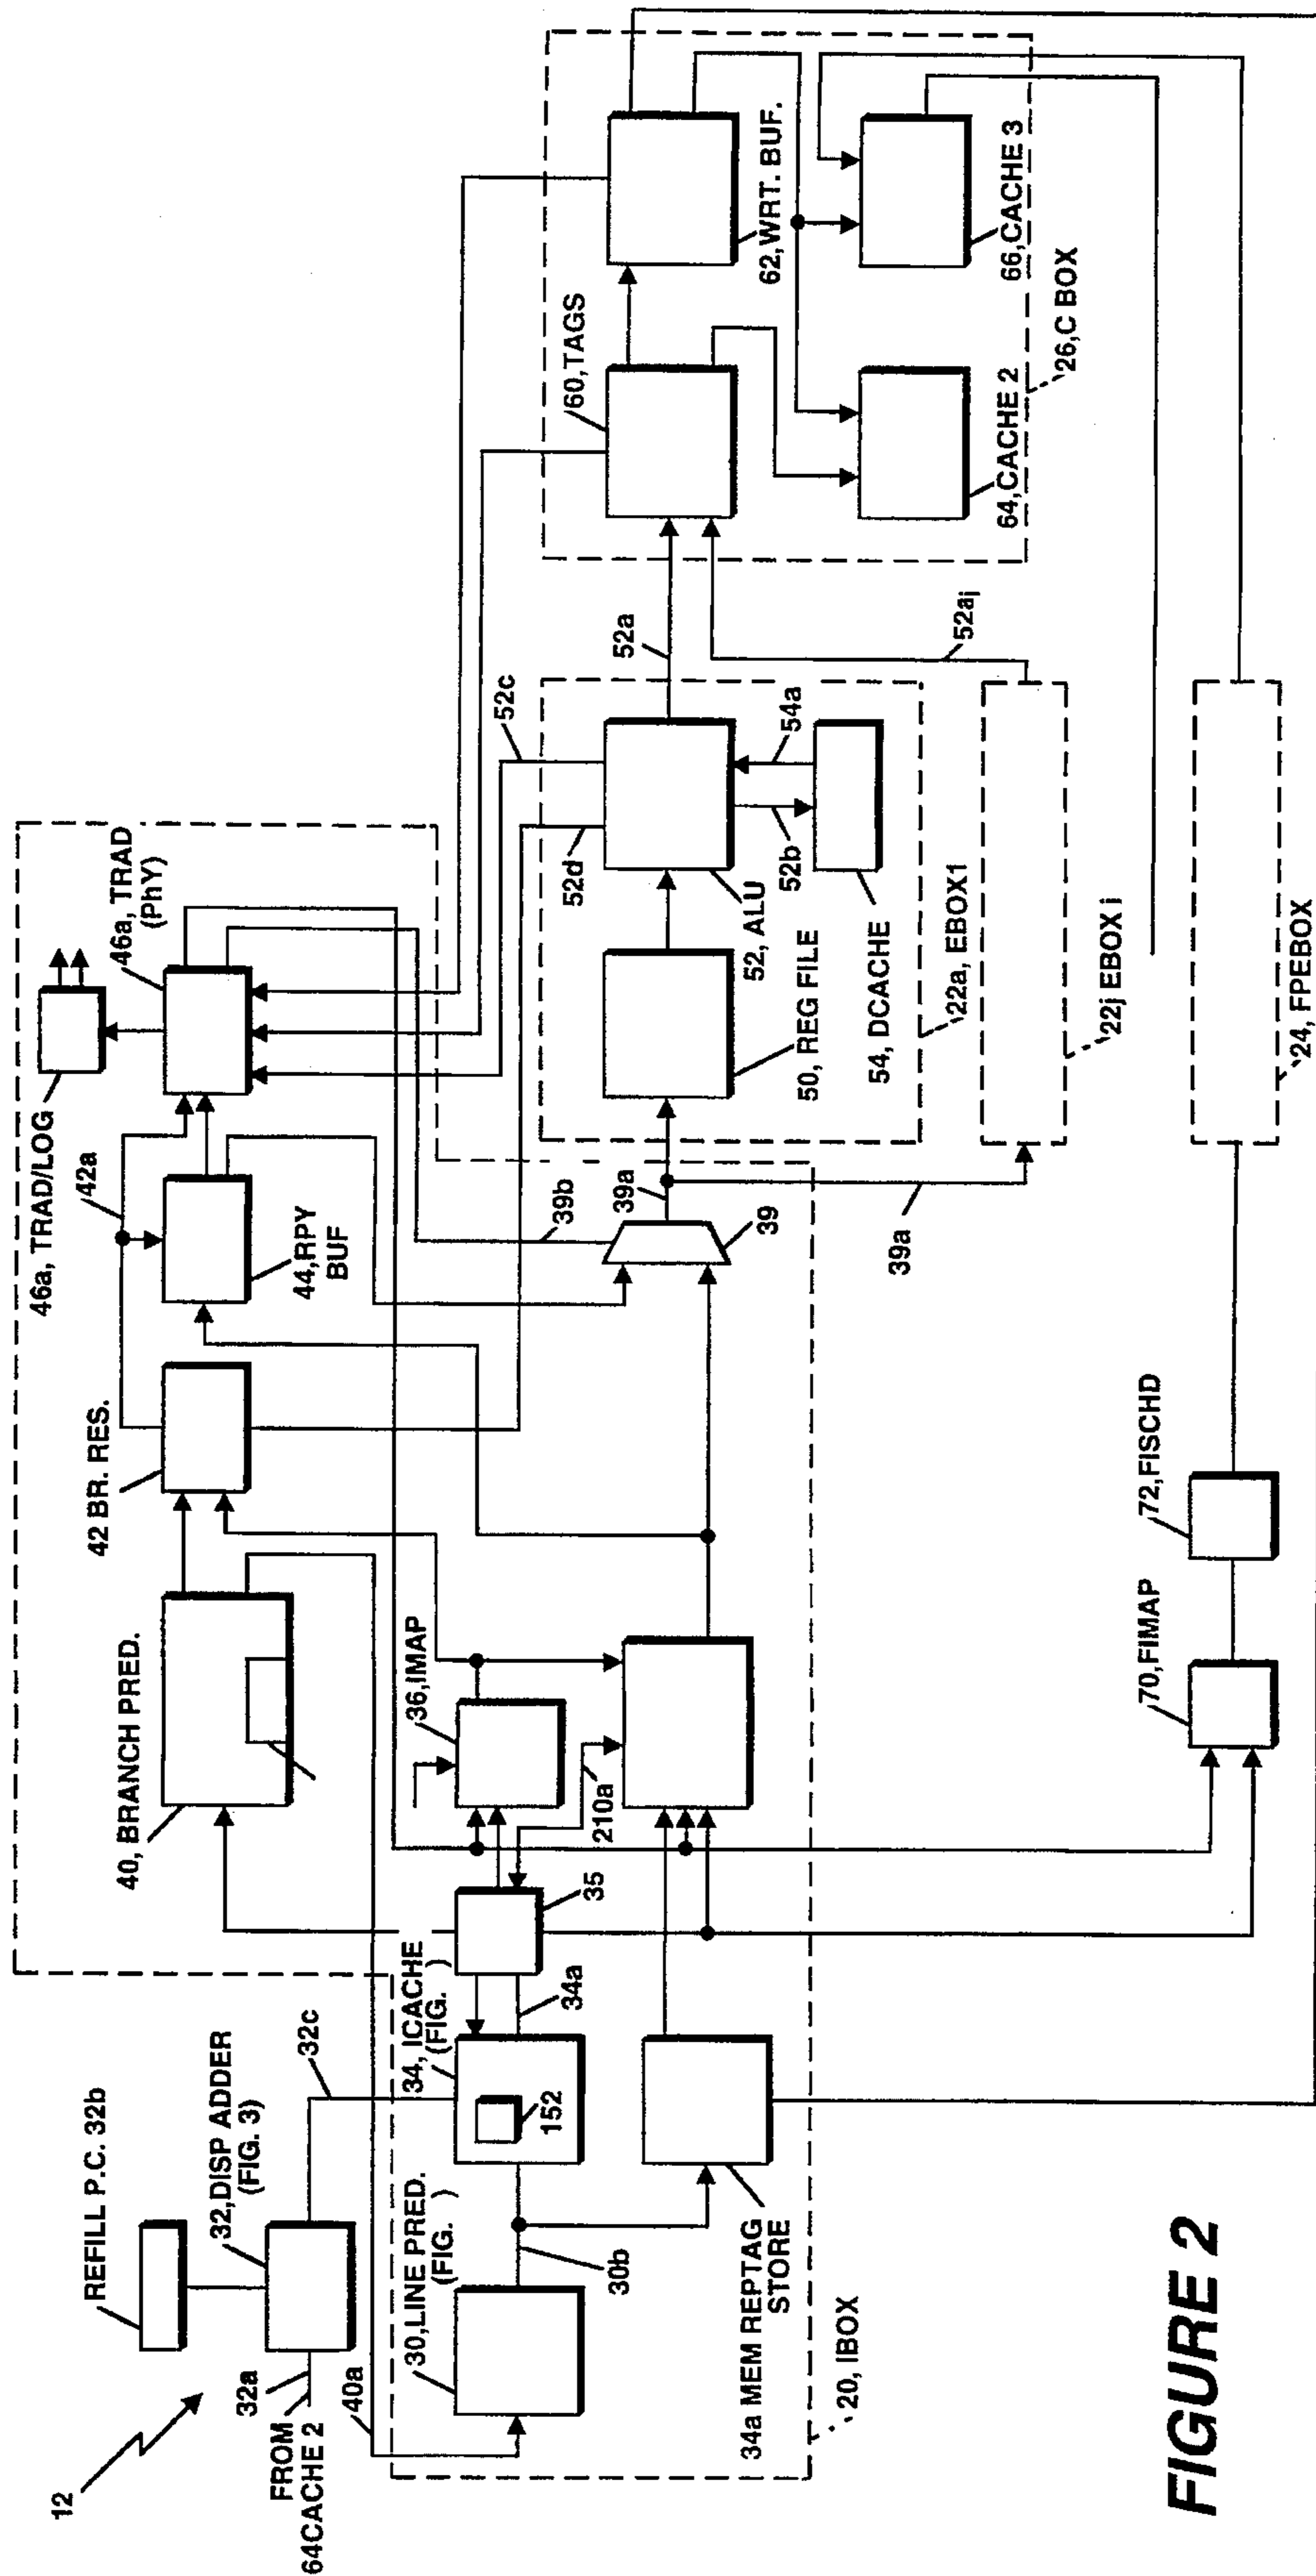 12
REFILL P.C. 32b
32,DISP ADDER
(FIG. 3)
32a
FROM
64CACHE 2
32c
40a
30,LINE PRED.
(FIG. )
30b
34, ICACHE
(FIG. )
34a
152
34a MEM REPTAG
STORE
20, IBOX
35
40, BRANCH PRED.
36,IMAP
210a
42 BR. RES.
42a
44,RPY
BUF
46a, TRAD/LOG
46a, TRAD
(PhY)
39b
39a
39
39a
52d
52c
52a
50, REG FILE
52, ALU
52b
54a
54, DCACHE
22a, EBOX1
52aj
22j EBOX i
24, FPEBOX
70,FIMAP
72,FISCHD
60,TAGS
62,WRT. BUF.
64,CACHE 2
66,CACHE 3
26,C BOX
FIGURE 2